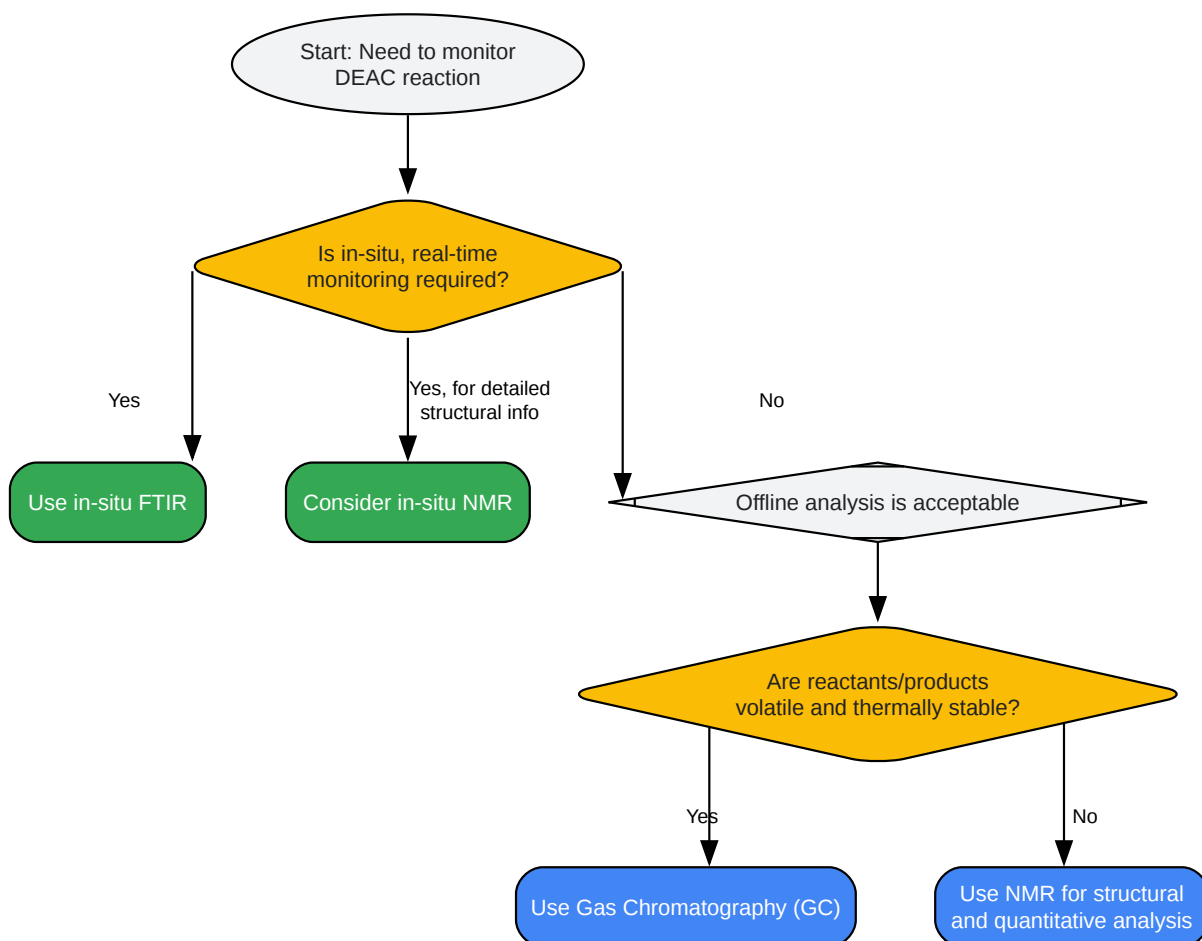 Start: Need to monitor
DEAC reaction
Is in-situ, real-time
monitoring required?
Yes
Yes, for detailed
structural info
No
Use in-situ FTIR
Consider in-situ NMR
Offline analysis is acceptable
Are reactants/products
volatile and thermally stable?
Yes
No
Use Gas Chromatography (GC)
Use NMR for structural
and quantitative analysis